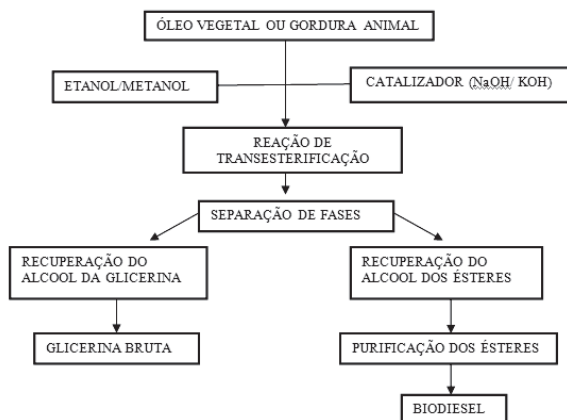 ÓLEO VEGETAL OU GORDURA ANIMAL
ETANOL/METANOL
CATALIZADOR (NaOH/ KOH)
REAÇÃO DE
TRANSESTERIFICAÇÃO
SEPARAÇÃO DE FASES
RECUPERAÇÃO DO
ALCOOL DA GLICERINA
RECUPERAÇÃO DO
ALCOOL DOS ÉSTERES
GLICERINA BRUTA
PURIFICAÇÃO DOS ÉSTERES
BIODIESEL